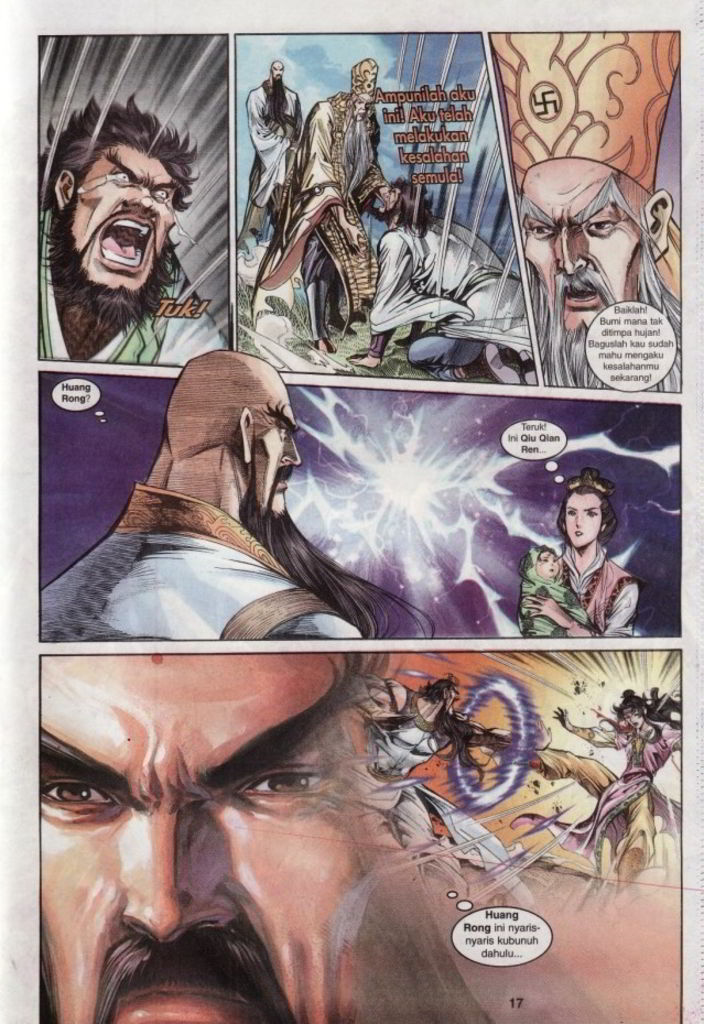 Tuk!
Ampunilah aku
ini! Aku telah
melakukan
kesalahan
semula!
Baiklah!
Bumi mana tak
ditimpa hujan!
Baguslah kau sudah
mahu mengaku
kesalahanmu
sekarang!
Huang
Rong?
Teruk!
Ini Qiu Qian
Ren...
Huang
Rong ini nyaris-
nyaris kubunuh
dahulu...
17